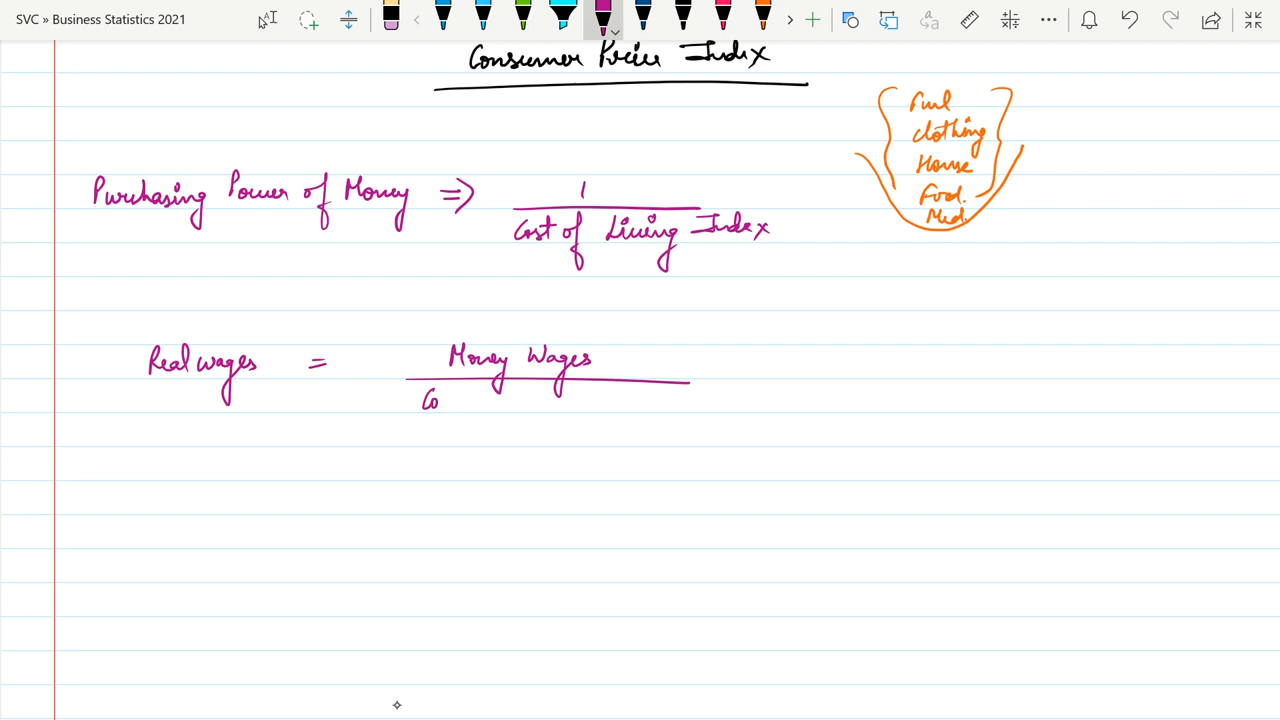 SVC » Business Statistics 2021
Consumer Price Index
Fuel
Clothing
House
Food.
Med.
Purchasing Power of Money ⇒ 1
Cost of Living Index
Real wages = Money Wages
Co